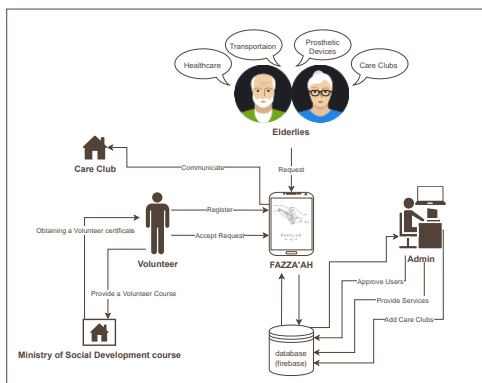 Transportaion
Prosthetic
Devices
Healthcare
Care Clubs
Elderlies
Request
Care Club
Communicate
Register
Obtaining a Volunteer certificate
Accept Request
Volunteer
FAZZA'AH
Admin
Approve Users
Provide a Volunteer Course
Provide Services
Add Care Clubs
Ministry of Social Development course
database
(firebase)